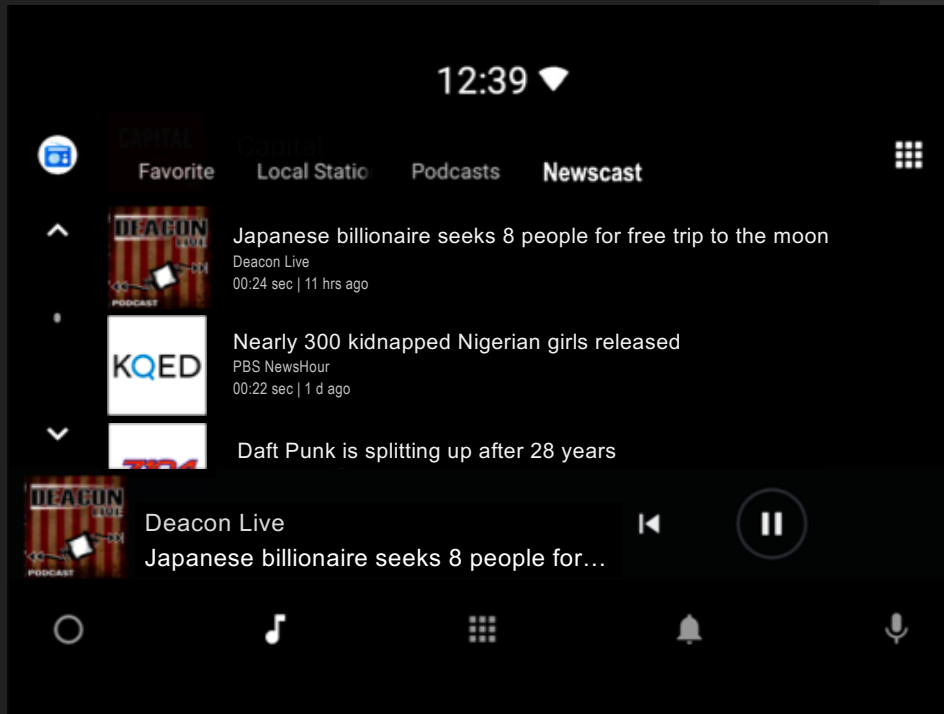 12:39
CAPITAL
Capital
Favorite Local Statio Podcasts Newscast
DEACON
LIVE
PODCAST
Japanese billionaire seeks 8 people for free trip to the moon
Deacon Live
00:24 sec | 11 hrs ago
KQED
Nearly 300 kidnapped Nigerian girls released
PBS NewsHour
00:22 sec | 1 d ago
Daft Punk is splitting up after 28 years
DEACON
LIVE
PODCAST
Deacon Live
Japanese billionaire seeks 8 people for…